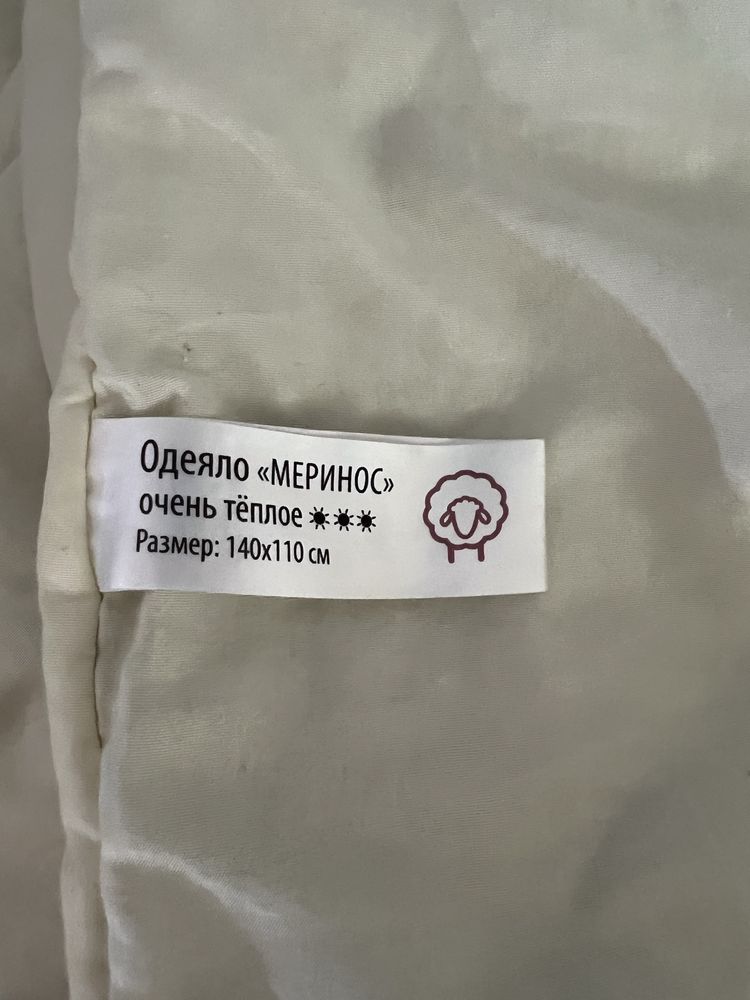 Одеяло «МЕРИНОС»
очень тёплое ☀☀☀
Размер: 140х110 см